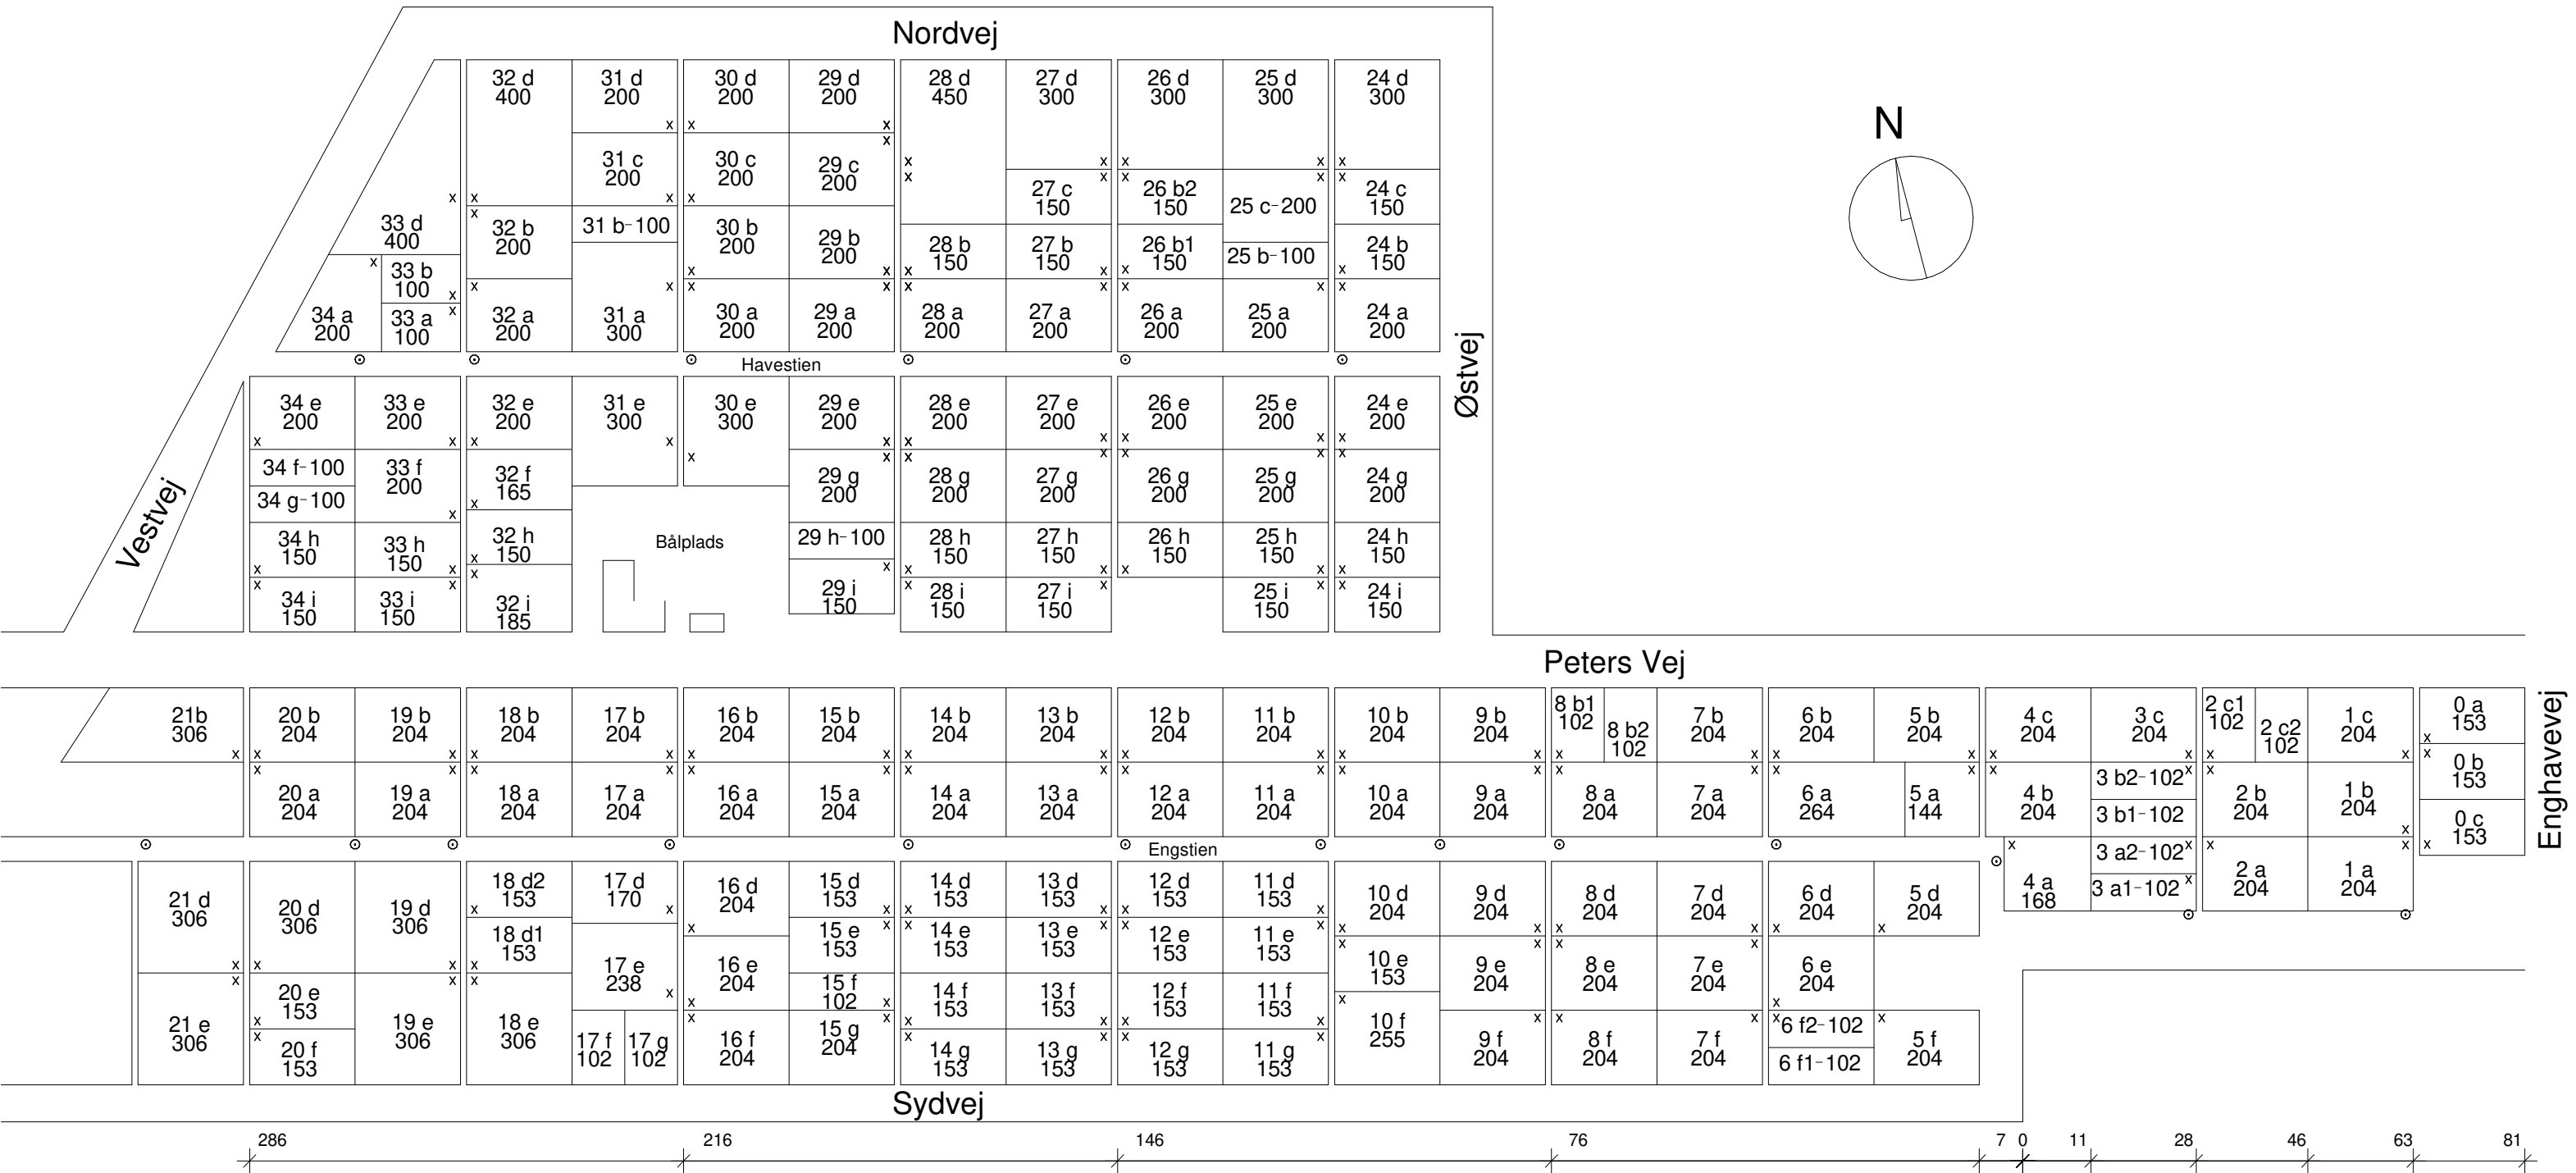 Nordvej
N
32 d
400
31 d
200
30 d
200
29 d
200
28 d
450
27 d
300
26 d
300
25 d
300
24 d
300
31 c
200
30 c
200
29 c
200
27 c
150
26 b2
150
25 c-200
24 c
150
33 d
400
32 b
200
31 b-100
30 b
200
29 b
200
28 b
150
27 b
150
26 b1
150
25 b-100
24 b
150
33 b
100
34 a
200
33 a
100
32 a
200
31 a
300
30 a
200
29 a
200
28 a
200
27 a
200
26 a
200
25 a
200
24 a
200
Havestien
Østvej
Vestvej
34 e
200
33 e
200
32 e
200
31 e
300
30 e
300
29 e
200
28 e
200
27 e
200
26 e
200
25 e
200
24 e
200
34 f-100
34 g-100
33 f
200
32 f
165
29 g
200
28 g
200
27 g
200
26 g
200
25 g
200
24 g
200
34 h
150
33 h
150
32 h
150
Bålplads
29 h-100
28 h
150
27 h
150
26 h
150
25 h
150
24 h
150
34 i
150
33 i
150
32 i
185
29 i
150
28 i
150
27 i
150
25 i
150
24 i
150
Peters Vej
Enghavevej
21b
306
20 b
204
19 b
204
18 b
204
17 b
204
16 b
204
15 b
204
14 b
204
13 b
204
12 b
204
11 b
204
10 b
204
9 b
204
8 b1
102
8 b2
102
7 b
204
6 b
204
5 b
204
4 c
204
3 c
204
2 c1
102
2 c2
102
1 c
204
0 a
153
20 a
204
19 a
204
18 a
204
17 a
204
16 a
204
15 a
204
14 a
204
13 a
204
12 a
204
11 a
204
10 a
204
9 a
204
8 a
204
7 a
204
6 a
264
5 a
144
4 b
204
3 b2-102
3 b1-102
2 b
204
1 b
204
0 b
153
0 c
153
Engstien
21 d
306
20 d
306
19 d
306
18 d2
153
17 d
170
16 d
204
15 d
153
14 d
153
13 d
153
12 d
153
11 d
153
10 d
204
9 d
204
8 d
204
7 d
204
6 d
204
5 d
204
4 a
168
3 a2-102
3 a1-102
2 a
204
1 a
204
18 d1
153
17 e
238
16 e
204
15 e
153
14 e
153
13 e
153
12 e
153
11 e
153
10 e
153
9 e
204
8 e
204
7 e
204
6 e
204
21 e
306
20 e
153
19 e
306
18 e
306
15 f
102
14 f
153
13 f
153
12 f
153
11 f
153
10 f
255
20 f
153
17 f
102
17 g
102
16 f
204
15 g
204
14 g
153
13 g
153
12 g
153
11 g
153
9 f
204
8 f
204
7 f
204
6 f2-102
6 f1-102
5 f
204
Sydvej
286
216
146
76
7
0
11
28
46
63
81